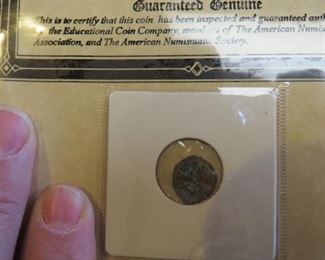 Guaranteed Genuine
This is to certify that this coin has been inspected and guaranteed aut
the Educational Coin Company, members of The American Numis
Association, and The American Numismatic Society.